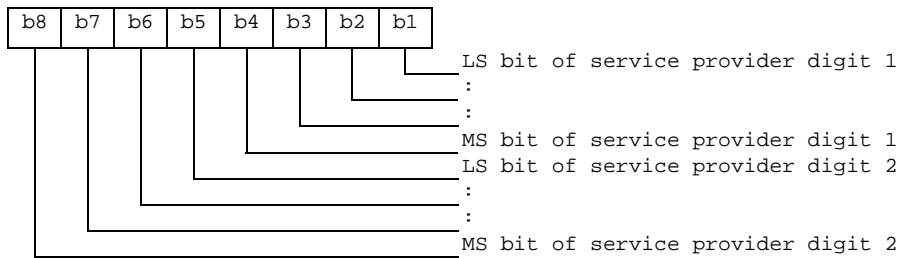 b8 b7 b6 b5 b4 b3 b2 b1
LS bit of service provider digit 1
:
:
MS bit of service provider digit 1
LS bit of service provider digit 2
:
:
MS bit of service provider digit 2